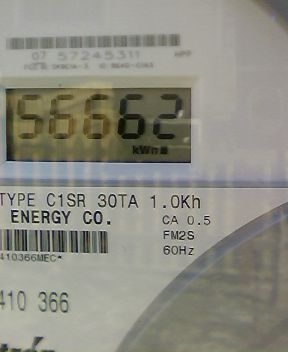 07 57245311
56662
kWh
TYPE C1SR 30TA 1.0Kh
ENERGY CO.
CA 0.5
FM2S
60Hz
410366MEC*
410 366